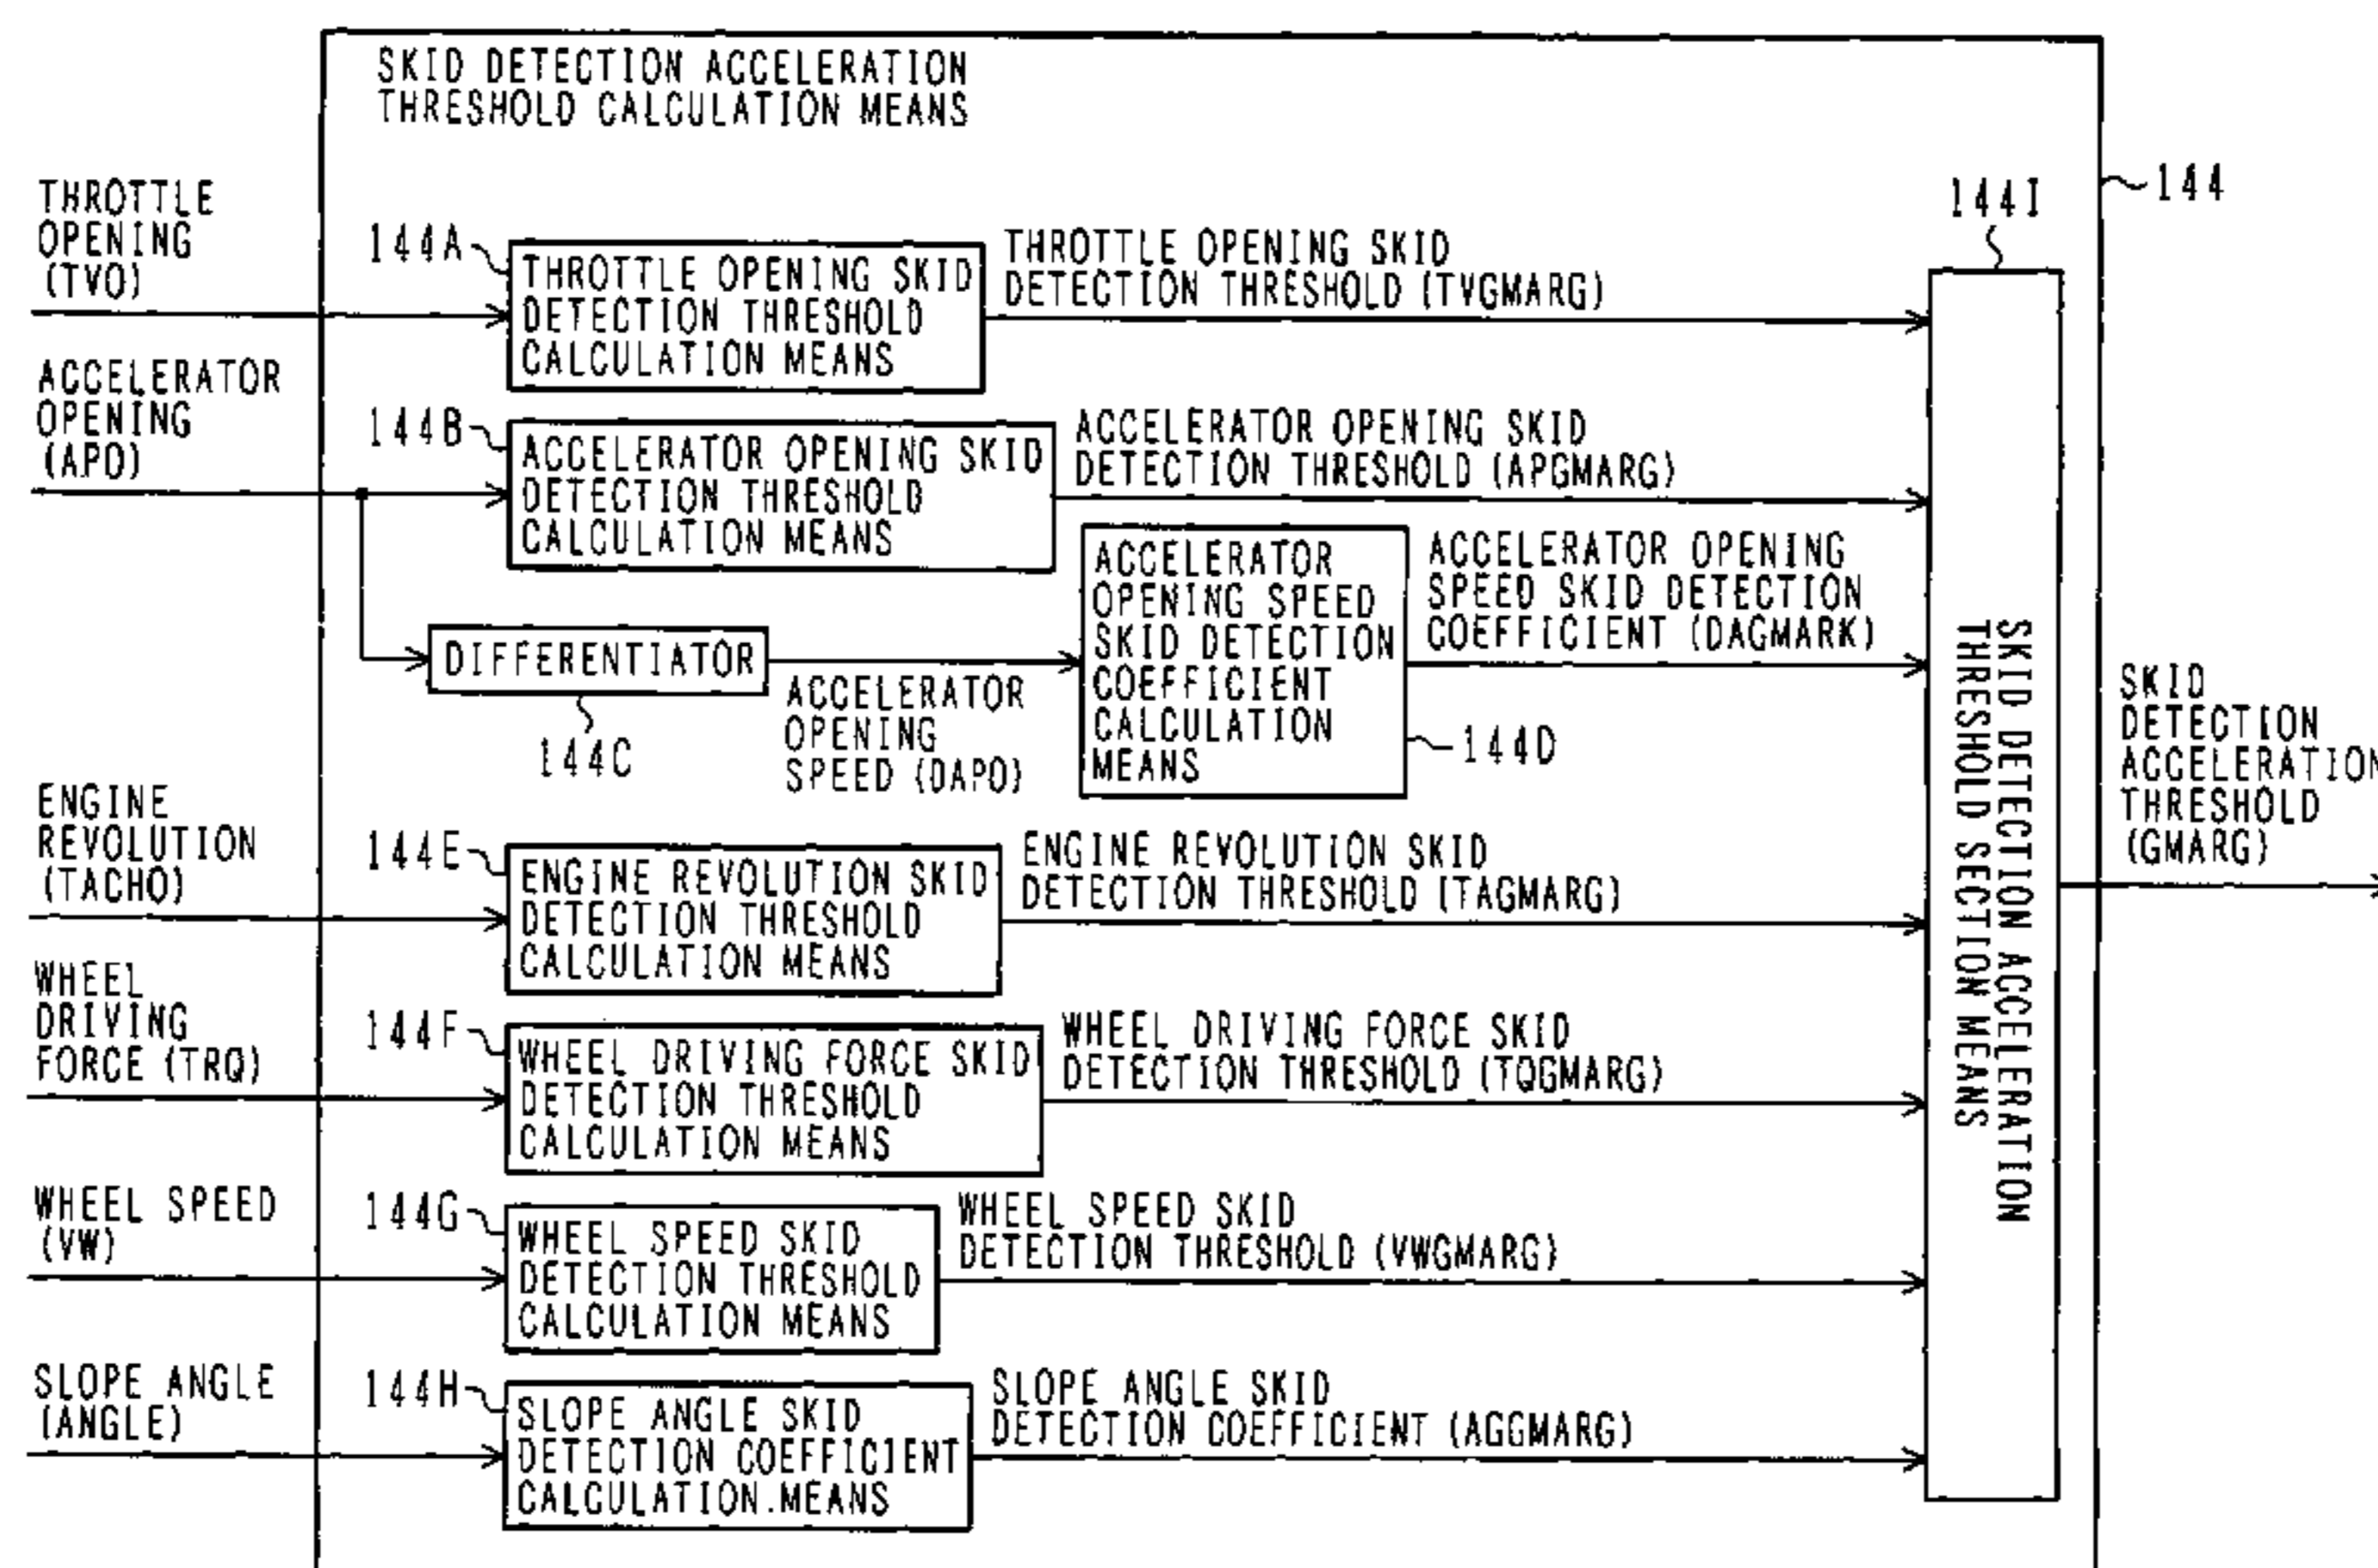 SKID DETECTION ACCELERATION
THRESHOLD CALCULATION MEANS
144
144I
THROTTLE
OPENING
(TVO)
144A
THROTTLE OPENING SKID
DETECTION THRESHOLD
CALCULATION MEANS
THROTTLE OPENING SKID
DETECTION THRESHOLD (TVGMARG)
ACCELERATOR
OPENING
(APO)
144B
ACCELERATOR OPENING SKID
DETECTION THRESHOLD
CALCULATION MEANS
ACCELERATOR OPENING SKID
DETECTION THRESHOLD (APGMARG)
DIFFERENTIATOR
144C
ACCELERATOR
OPENING
SPEED (DAPO)
ACCELERATOR
OPENING SPEED
SKID DETECTION
COEFFICIENT
CALCULATION
MEANS
144D
ACCELERATOR OPENING
SPEED SKID DETECTION
COEFFICIENT (DAGMARK)
ENGINE
REVOLUTION
(TACHO)
144E
ENGINE REVOLUTION SKID
DETECTION THRESHOLD
CALCULATION MEANS
ENGINE REVOLUTION SKID
DETECTION THRESHOLD (TAGMARG)
WHEEL
DRIVING
FORCE (TRQ)
144F
WHEEL DRIVING FORCE SKID
DETECTION THRESHOLD
CALCULATION MEANS
WHEEL DRIVING FORCE SKID
DETECTION THRESHOLD (TQGMARG)
WHEEL SPEED
(VW)
144G
WHEEL SPEED SKID
DETECTION THRESHOLD
CALCULATION MEANS
WHEEL SPEED SKID
DETECTION THRESHOLD (VWGMARG)
SLOPE ANGLE
(ANGLE)
144H
SLOPE ANGLE SKID
DETECTION COEFFICIENT
CALCULATION.MEANS
SLOPE ANGLE SKID
DETECTION COEFFICIENT (AGGMARG)
SKID DETECTION ACCELERATION
THRESHOLD SECTION MEANS
SKID
DETECTION
ACCELERATION
THRESHOLD
(GMARG)